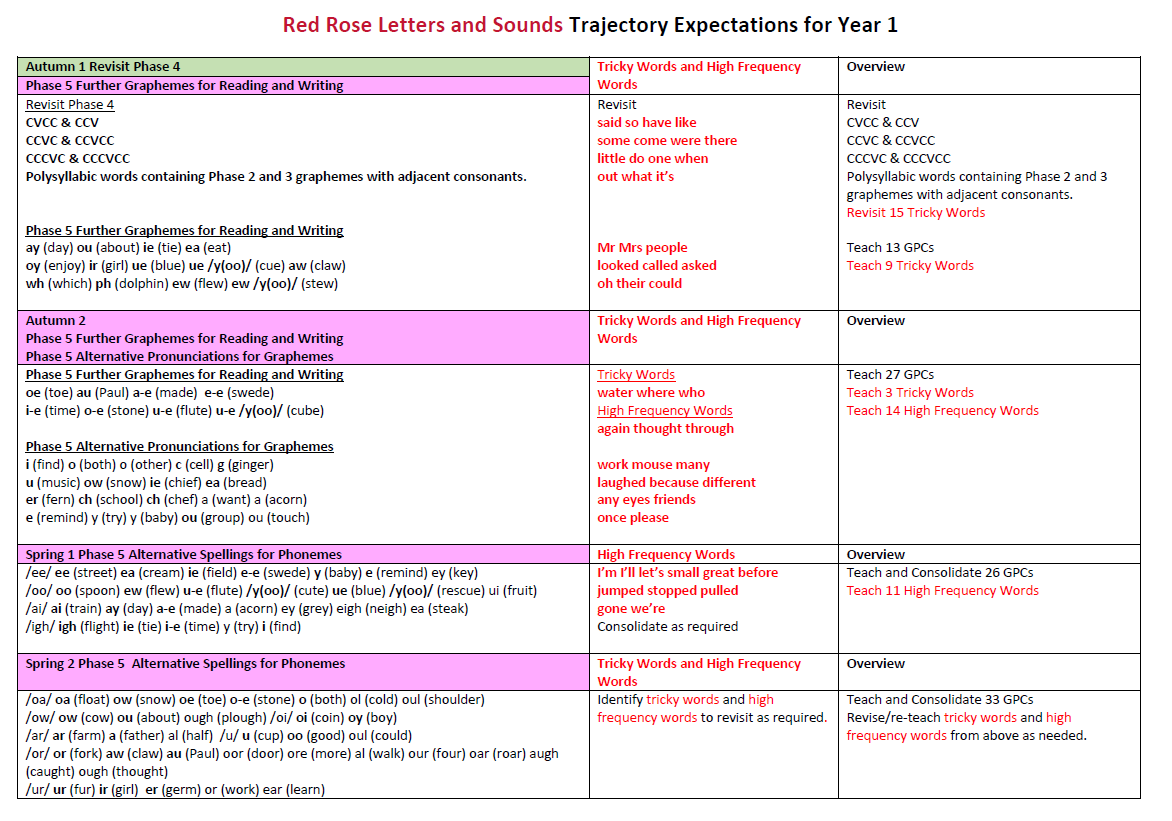 Red Rose Letters and Sounds Trajectory Expectations for Year 1
Autumn 1 Revisit Phase 4
Phase 5 Further Graphemes for Reading and Writing
Tricky Words and High Frequency
Words
Overview
Revisit Phase 4
CVCC & CCV
CCVC & CCVCC
CCCVC & CCCVCC
Polysyllabic words containing Phase 2 and 3 graphemes with adjacent consonants.
Phase 5 Further Graphemes for Reading and Writing
ay (day) ou (about) ie (tie) ea (eat)
oy (enjoy) ir (girl) ue (blue) ue /y(oo)/ (cue) aw (claw)
wh (which) ph (dolphin) ew (flew) ew /y(oo)/ (stew)
Revisit
said so have like
some come were there
little do one when
out what it's
Mr Mrs people
looked called asked
oh their could
Revisit
CVCC & CCV
CCVC & CCVCC
CCCVC & CCCVCC
Polysyllabic words containing Phase 2 and 3
graphemes with adjacent consonants.
Revisit 15 Tricky Words
Teach 13 GPCs
Teach 9 Tricky Words
Autumn 2
Phase 5 Further Graphemes for Reading and Writing
Phase 5 Alternative Pronunciations for Graphemes
Tricky Words and High Frequency
Words
Overview
Phase 5 Further Graphemes for Reading and Writing
oe (toe) au (Paul) a-e (made) e-e (swede)
i-e (time) o-e (stone) u-e (flute) u-e /y(oo)/ (cube)
Phase 5 Alternative Pronunciations for Graphemes
i (find) o (both) o (other) c (cell) g (ginger)
u (music) ow (snow) ie (chief) ea (bread)
er (fern) ch (school) ch (chef) a (want) a (acorn)
e (remind) y (try) y (baby) ou (group) ou (touch)
Tricky Words
water where who
High Frequency Words
again thought through
work mouse many
laughed because different
any eyes friends
once please
Teach 27 GPCs
Teach 3 Tricky Words
Teach 14 High Frequency Words
Spring 1 Phase 5 Alternative Spellings for Phonemes
High Frequency Words
Overview
/ee/ ee (street) ea (cream) ie (field) e-e (swede) y (baby) e (remind) ey (key)
/oo/ oo (spoon) ew (flew) u-e (flute) /y(oo)/ (cute) ue (blue) /y(oo)/ (rescue) ui (fruit)
/ai/ ai (train) ay (day) a-e (made) a (acorn) ey (grey) eigh (neigh) ea (steak)
/igh/ igh (flight) ie (tie) i-e (time) y (try) i (find)
I'm I'll let's small great before
jumped stopped pulled
gone we're
Consolidate as required
Teach and Consolidate 26 GPCs
Teach 11 High Frequency Words
Spring 2 Phase 5 Alternative Spellings for Phonemes
Tricky Words and High Frequency
Words
Overview
/oa/ oa (float) ow (snow) oe (toe) o-e (stone) o (both) ol (cold) oul (shoulder)
/ow/ ow (cow) ou (about) ough (plough) /oi/ oi (coin) oy (boy)
/ar/ ar (farm) a (father) al (half) /u/ u (cup) oo (good) oul (could)
/or/ or (fork) aw (claw) au (Paul) oor (door) ore (more) al (walk) our (four) oar (roar) augh
(caught) ough (thought)
/ur/ ur (fur) ir (girl) er (germ) or (work) ear (learn)
Identify tricky words and high
frequency words to revisit as required.
Teach and Consolidate 33 GPCs
Revise/re-teach tricky words and high
frequency words from above as needed.